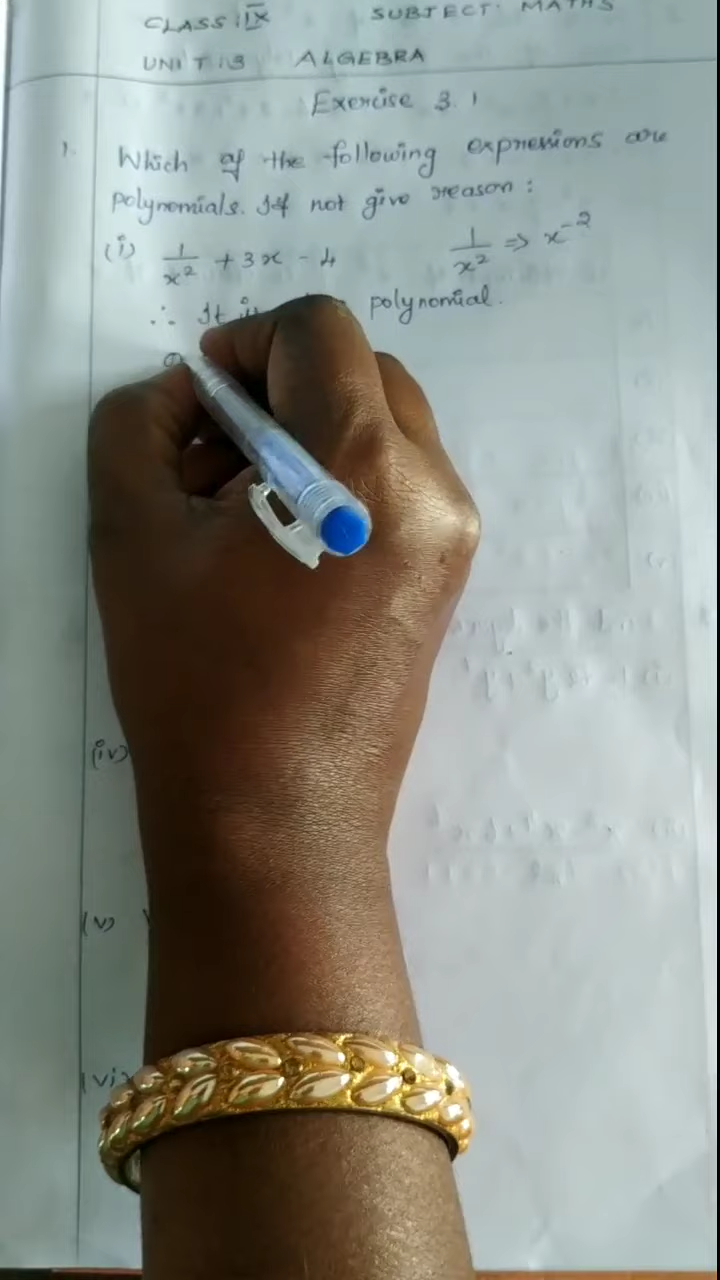 CLASS : IX SUBJECT: MATHS
UNIT : 3 ALGEBRA
Exercise 3.1
1. Which of the following expressions are
polynomials. If not give reason :
(i) 1/x² + 3x - 4 1/x² ⇒ x⁻²
∴ It polynomial.
(iv)
(v)
(vi)